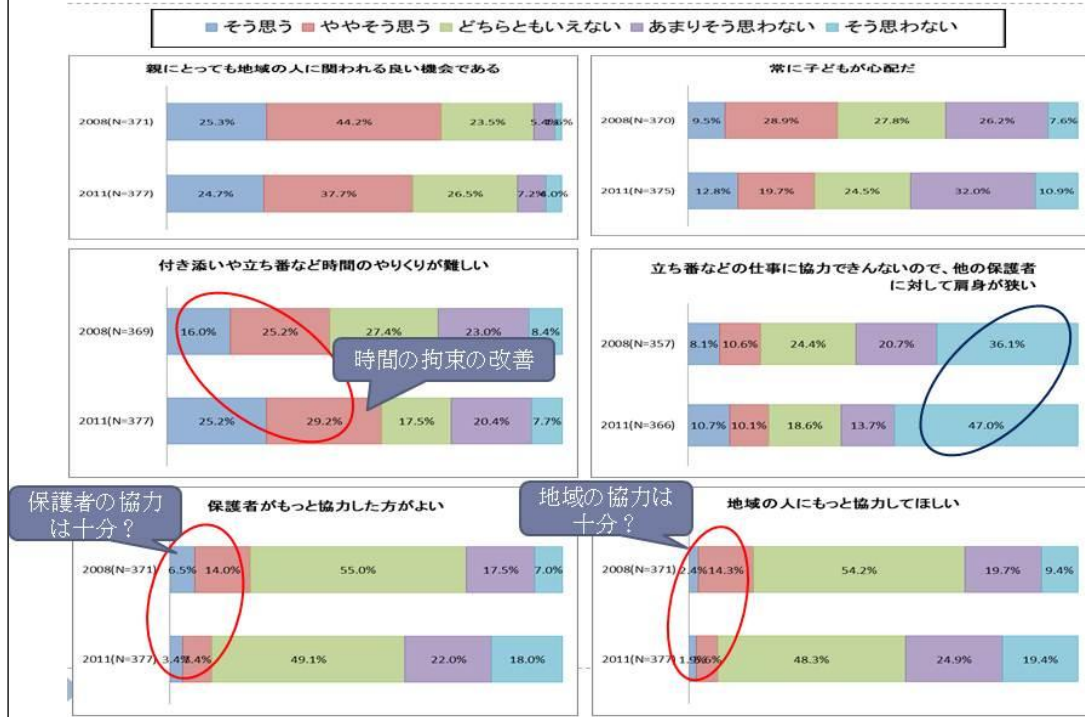 そう思う ややそう思う どちらともいえない あまりそう思わない そう思わない
親にとっても地域の人に関われる良い機会である
2008(N=371) 25.3% 44.2% 23.5% 5.4%
2011(N=377) 24.7% 37.7% 26.5% 7.2% 4.0%
常に子どもが心配だ
2008(N=370) 9.5% 28.9% 27.8% 26.2% 7.6%
2011(N=375) 12.8% 19.7% 24.5% 32.0% 10.9%
付き添いや立ち番など時間のやりくりが難しい
2008(N=369) 16.0% 25.2% 27.4% 23.0% 8.4%
時間の拘束の改善
2011(N=377) 25.2% 29.2% 17.5% 20.4% 7.7%
立ち番などの仕事に協力できんないので、他の保護者
に対して肩身が狭い
2008(N=357) 8.1% 10.6% 24.4% 20.7% 36.1%
2011(N=366) 10.7% 10.1% 18.6% 13.7% 47.0%
保護者の協力
は十分？
保護者がもっと協力した方がよい
2008(N=371) 6.5% 14.0% 55.0% 17.5% 7.0%
2011(N=377) 3.4% 7.4% 49.1% 22.0% 18.0%
地域の協力は
十分？
地域の人にもっと協力してほしい
2008(N=371) 2.4% 14.3% 54.2% 19.7% 9.4%
2011(N=377) 1.9% 5.6% 48.3% 24.9% 19.4%